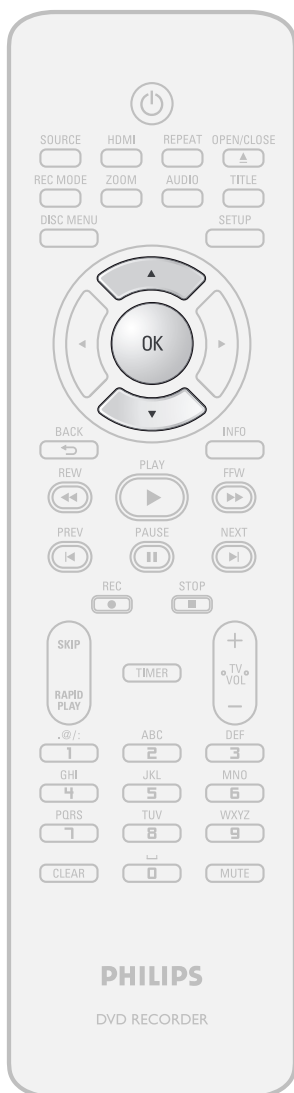 SOURCE HDMI REPEAT OPEN/CLOSE
REC MODE ZOOM AUDIO TITLE
DISC MENU SETUP
OK
BACK INFO
REW PLAY FFW
PREV PAUSE NEXT
REC STOP
SKIP
RAPID PLAY
TIMER
+
TV VOL
−
.@/: ABC DEF
1 2 3
GHI JKL MNO
4 5 6
PQRS TUV WXYZ
7 8 9
CLEAR 0 MUTE
PHILIPS
DVD RECORDER